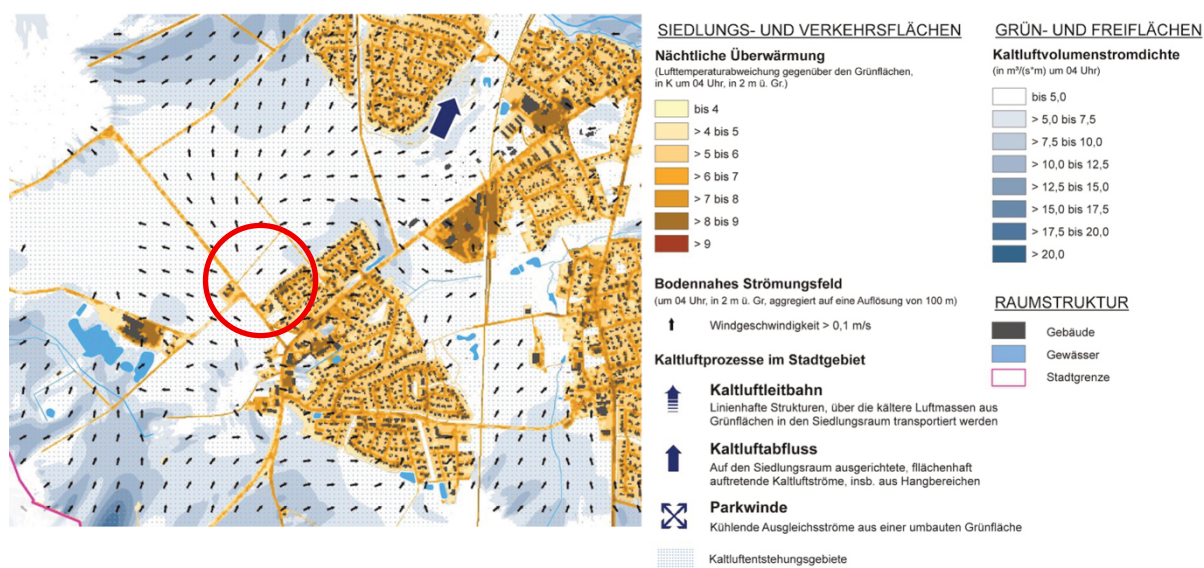 SIEDLUNGS- UND VERKEHRSFLÄCHEN
Nächtliche Überwärmung
(Lufttemperaturabweichung gegenüber den Grünflächen,
in K um 04 Uhr, in 2 m ü. Gr.)
bis 4
> 4 bis 5
> 5 bis 6
> 6 bis 7
> 7 bis 8
> 8 bis 9
> 9
Bodennahes Strömungsfeld
(um 04 Uhr, in 2 m ü. Gr, aggregiert auf eine Auflösung von 100 m)
Windgeschwindigkeit > 0,1 m/s
Kaltluftprozesse im Stadtgebiet
Kaltluftleitbahn
Linienhafte Strukturen, über die kältere Luftmassen aus
Grünflächen in den Siedlungsraum transportiert werden
Kaltluftabfluss
Auf den Siedlungsraum ausgerichtete, fllächenhaft
auftretende Kaltluftströme, insb. aus Hangbereichen
Parkwinde
Kühlende Ausgleichsströme aus einer umbauten Grünfläche
Kaltluftentstehungsgebiete
GRÜN- UND FREIFLÄCHEN
Kaltluftvolumenstromdichte
(in m³/(s*m) um 04 Uhr)
bis 5,0
> 5,0 bis 7,5
> 7,5 bis 10,0
> 10,0 bis 12,5
> 12,5 bis 15,0
> 15,0 bis 17,5
> 17,5 bis 20,0
> 20,0
RAUMSTRUKTUR
Gebäude
Gewässer
Stadtgrenze